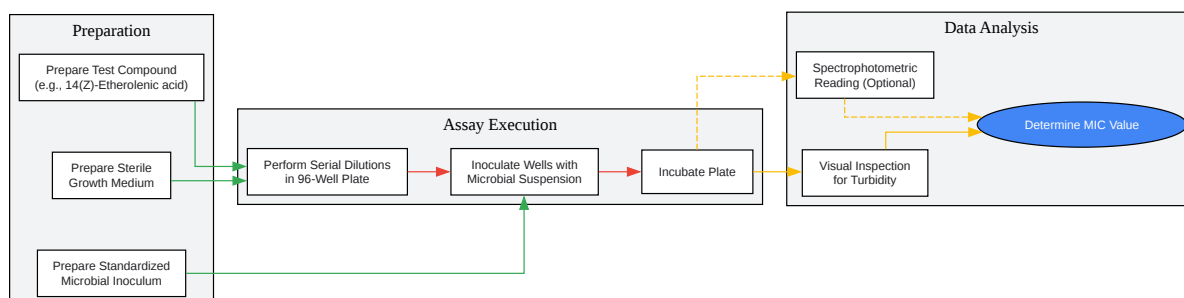 Preparation
Prepare Test Compound
(e.g., 14(Z)-Etherolenic acid)
Prepare Sterile
Growth Medium
Prepare Standardized
Microbial Inoculum
Assay Execution
Perform Serial Dilutions
in 96-Well Plate
Inoculate Wells with
Microbial Suspension
Incubate Plate
Data Analysis
Spectrophotometric
Reading (Optional)
Visual Inspection
for Turbidity
Determine MIC Value